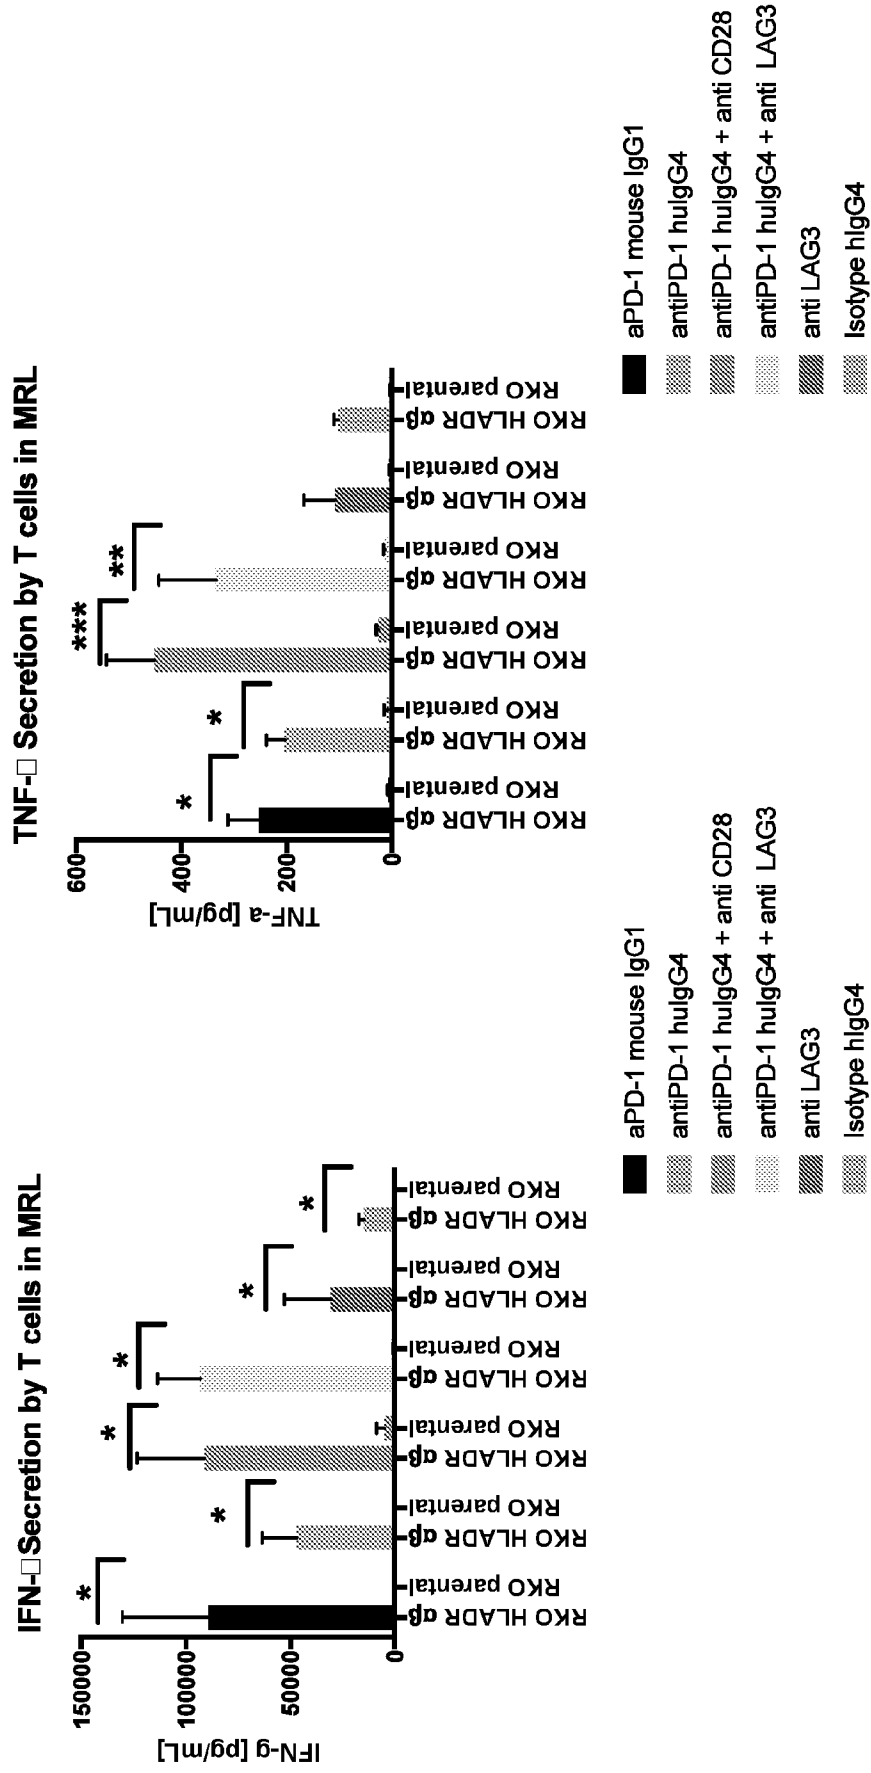 IFN-□Secretion by T cells in MRL
*
*
*
*
*
*
150000
100000
50000
0
IFN-g [pg/mL]
RKO HLADR αβ
RKO parental
RKO HLADR αβ
RKO parental
RKO HLADR αβ
RKO parental
RKO HLADR αβ
RKO parental
RKO HLADR αβ
RKO parental
RKO HLADR αβ
RKO parental
aPD-1 mouse IgG1
antiPD-1 huIgG4
antiPD-1 huIgG4 + anti CD28
antiPD-1 huIgG4 + anti LAG3
anti LAG3
Isotype hIgG4
TNF-□ Secretion by T cells in MRL
*
*
***
**
600
400
200
0
TNF-a [pg/mL]
RKO HLADR αβ
RKO parental
RKO HLADR αβ
RKO parental
RKO HLADR αβ
RKO parental
RKO HLADR αβ
RKO parental
RKO HLADR αβ
RKO parental
RKO HLADR αβ
RKO parental
aPD-1 mouse IgG1
antiPD-1 huIgG4
antiPD-1 huIgG4 + anti CD28
antiPD-1 huIgG4 + anti LAG3
anti LAG3
Isotype hIgG4